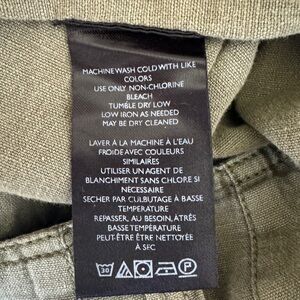 MACHINE WASH COLD WITH LIKE
COLORS
USE ONLY NON-CHLORINE
BLEACH
TUMBLE DRY LOW
LOW IRON AS NEEDED
MAY BE DRY CLEANED
LAVER À LA MACHINE À L'EAU
FROIDE AVEC COULEURS
SIMILAIRES
UTILISER UN AGENT DE
BLANCHIMENT SANS CHLORE SI
NÉCESSAIRE
SECHER PAR CULBUTAGE À BASSE
TEMPERATURE
REPASSER, AU BESOIN, À TRÉS
BASSE TEMPÉRATURE
PEUT-ÊTRE ÊTRE NETTOYÉE
À SEC
30 P